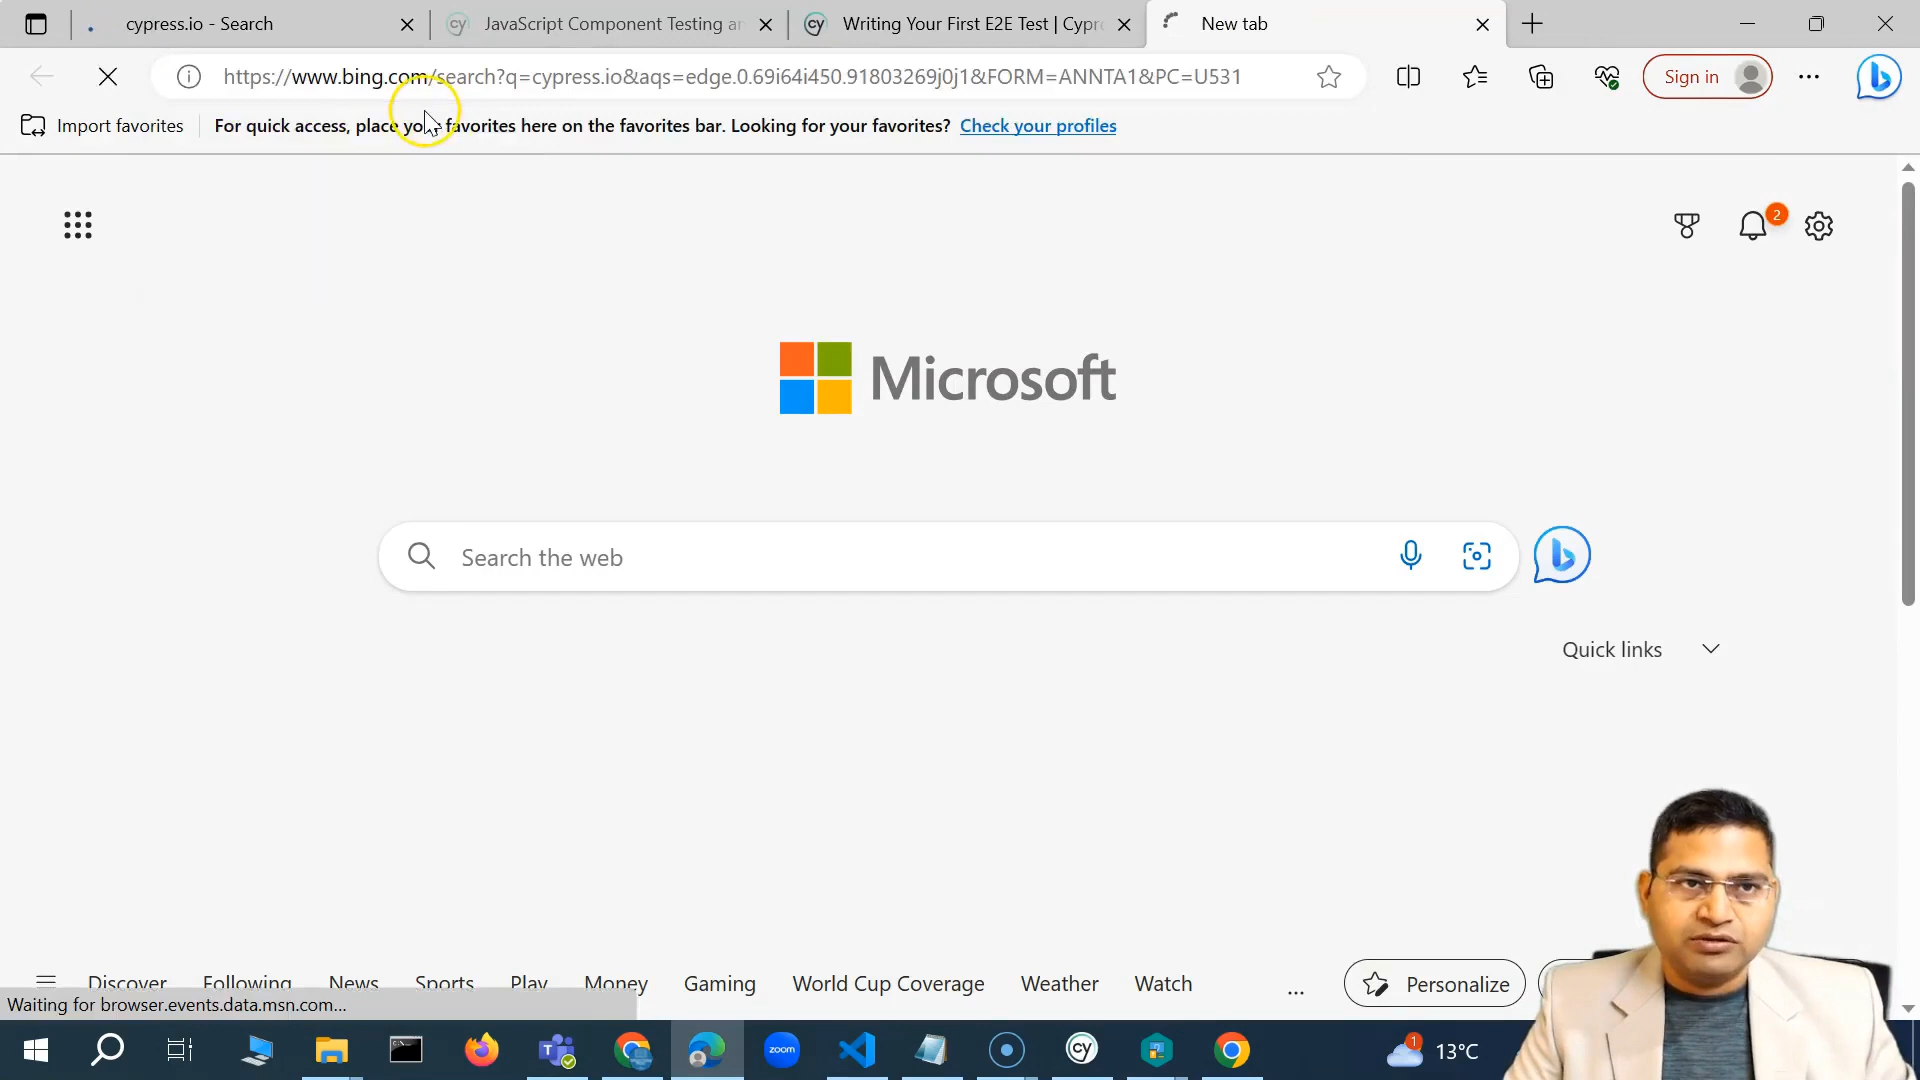 cypress.io - Search
JavaScript Component Testing an
Writing Your First E2E Test | Cypre
New tab
https://www.bing.com/search?q=cypress.io&aqs=edge.0.69i64i450.91803269j0j1&FORM=ANNTA1&PC=U531
Sign in
Import favorites
For quick access, place your favorites here on the favorites bar. Looking for your favorites? Check your profiles
2
Microsoft
Search the web
Quick links
Discover Following News Sports Play Money Gaming World Cup Coverage Weather Watch ... Personalize
Waiting for browser.events.data.msn.com...
zoom
cy
1
13°C